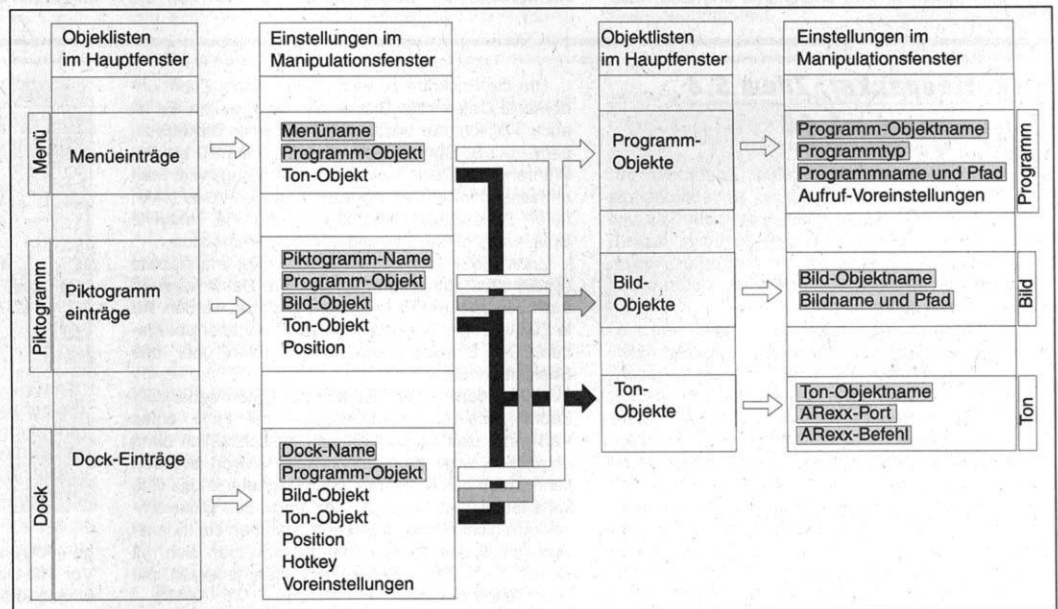 Objeklisten
im Hauptfenster
Einstellungen im
Manipulationsfenster
Objektlisten
im Hauptfenster
Einstellungen im
Manipulationsfenster
Menü
Menüeinträge
Menüname
Programm-Objekt
Ton-Objekt
Programm-
Objekte
Programm-Objektname
Programmtyp
Programmname und Pfad
Aufruf-Voreinstellungen
Programm
Piktogramm
Piktogramm-
einträge
Piktogramm-Name
Programm-Objekt
Bild-Objekt
Ton-Objekt
Position
Bild-
Objekte
Bild-Objektname
Bildname und Pfad
Bild
Ton-
Objekte
Ton-Objektname
ARexx-Port
ARexx-Befehl
Ton
Dock
Dock-Einträge
Dock-Name
Programm-Objekt
Bild-Objekt
Ton-Objekt
Position
Hotkey
Voreinstellungen